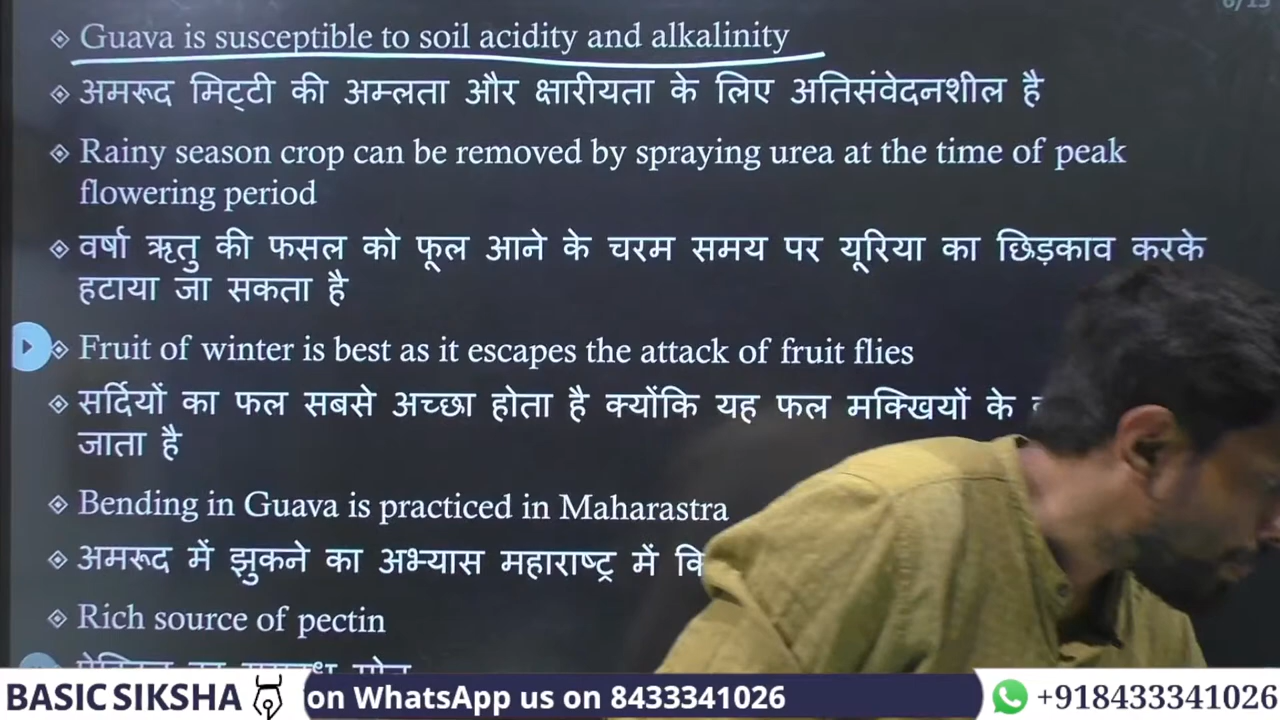 6/13
Guava is susceptible to soil acidity and alkalinity
अमरूद मिट्टी की अम्लता और क्षारीयता के लिए अतिसंवेदनशील है
Rainy season crop can be removed by spraying urea at the time of peak
flowering period
वर्षा ऋतु की फसल को फूल आने के चरम समय पर यूरिया का छिड़काव करके
हटाया जा सकता है
Fruit of winter is best as it escapes the attack of fruit flies
सर्दियों का फल सबसे अच्छा होता है क्योंकि यह फल मक्खियों के
जाता है
Bending in Guava is practiced in Maharastra
अमरूद में झुकने का अभ्यास महाराष्ट्र में
Rich source of pectin
BASIC SIKSHA on WhatsApp us on 8433341026 +918433341026